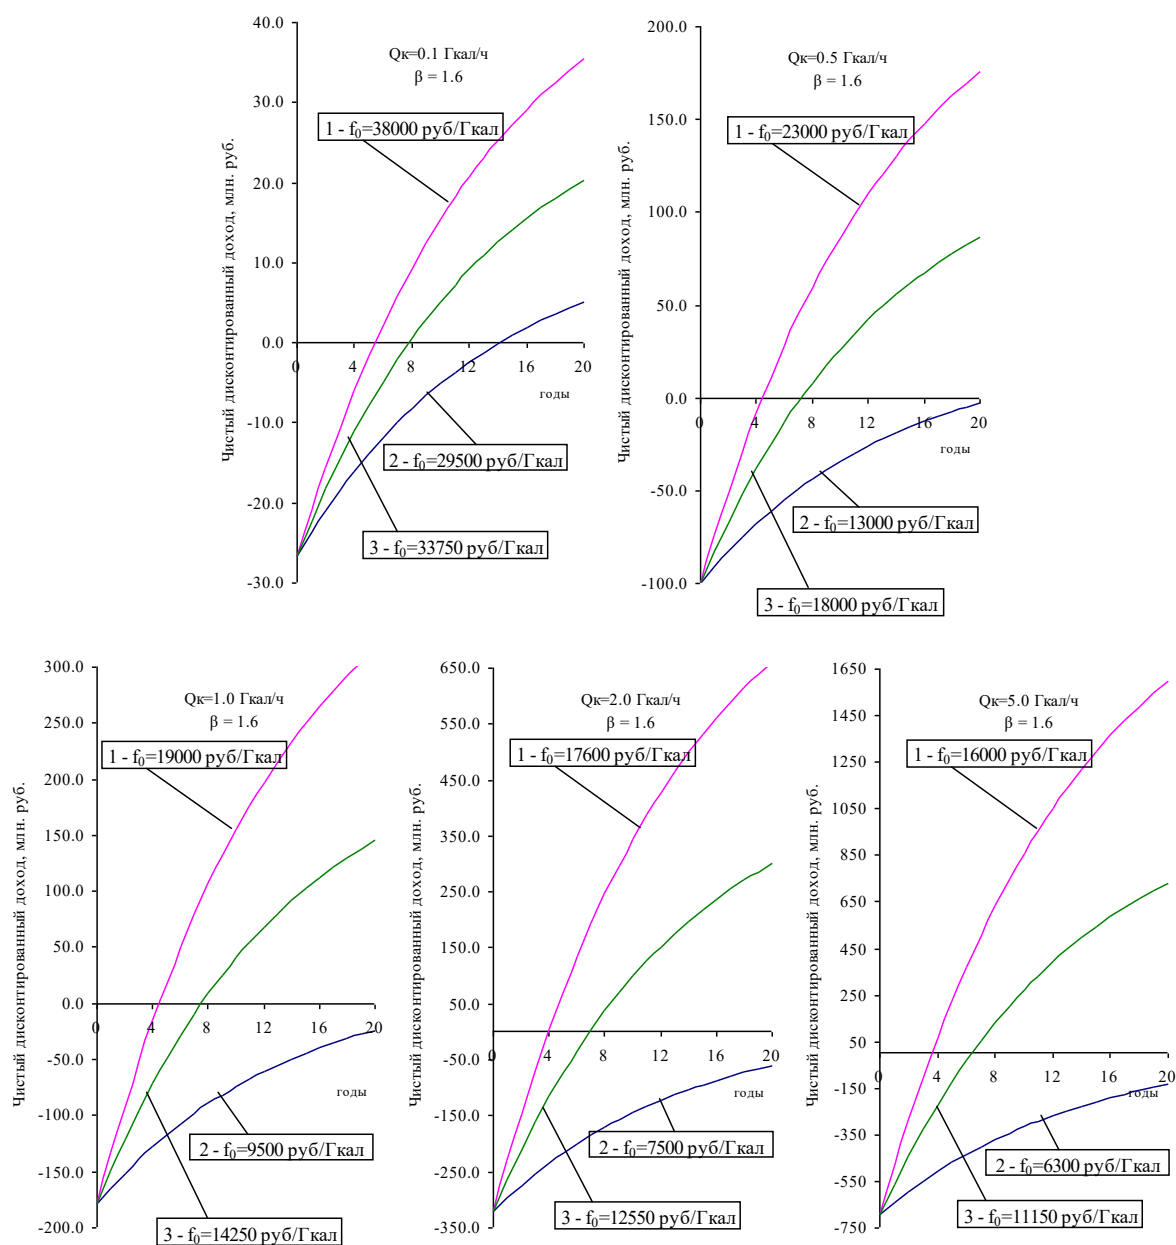 Чистый дисконтированный доход, млн. руб.
40.0
30.0
20.0
10.0
0.0
-10.0
-20.0
-30.0
Qк=0.1 Гкал/ч
β = 1.6
1 - f₀=38000 руб/Гкал
0 4 8 12 16 20
годы
2 - f₀=29500 руб/Гкал
3 - f₀=33750 руб/Гкал
Чистый дисконтированный доход, млн. руб.
200.0
150.0
100.0
50.0
0.0
-50.0
-100.0
Qк=0.5 Гкал/ч
β = 1.6
1 - f₀=23000 руб/Гкал
0 4 8 12 16 20
годы
2 - f₀=13000 руб/Гкал
3 - f₀=18000 руб/Гкал
Чистый дисконтированный доход, млн. руб.
300.0
250.0
200.0
150.0
100.0
50.0
0.0
-50.0
-100.0
-150.0
-200.0
Qк=1.0 Гкал/ч
β = 1.6
1 - f₀=19000 руб/Гкал
0 4 8 12 16 20
годы
2 - f₀=9500 руб/Гкал
3 - f₀=14250 руб/Гкал
Чистый дисконтированный доход, млн. руб.
650.0
550.0
450.0
350.0
250.0
150.0
50.0
-50.0
-150.0
-250.0
-350.0
Qк=2.0 Гкал/ч
β = 1.6
1 - f₀=17600 руб/Гкал
0 4 8 12 16 20
годы
2 - f₀=7500 руб/Гкал
3 - f₀=12550 руб/Гкал
Чистый дисконтированный доход, млн. руб.
1650
1450
1250
1050
850
650
450
250
50
-150
-350
-550
-750
Qк=5.0 Гкал/ч
β = 1.6
1 - f₀=16000 руб/Гкал
0 4 8 12 16 20
годы
2 - f₀=6300 руб/Гкал
3 - f₀=11150 руб/Гкал